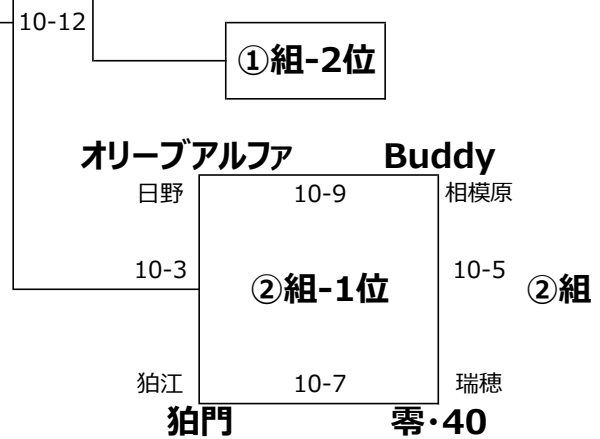 10-12
①組-2位
オリーブアルファ Buddy
日野 10-9 相模原
10-3 ②組-1位 10-5 ②組
狛江 10-7 瑞穂
狛門 零・40